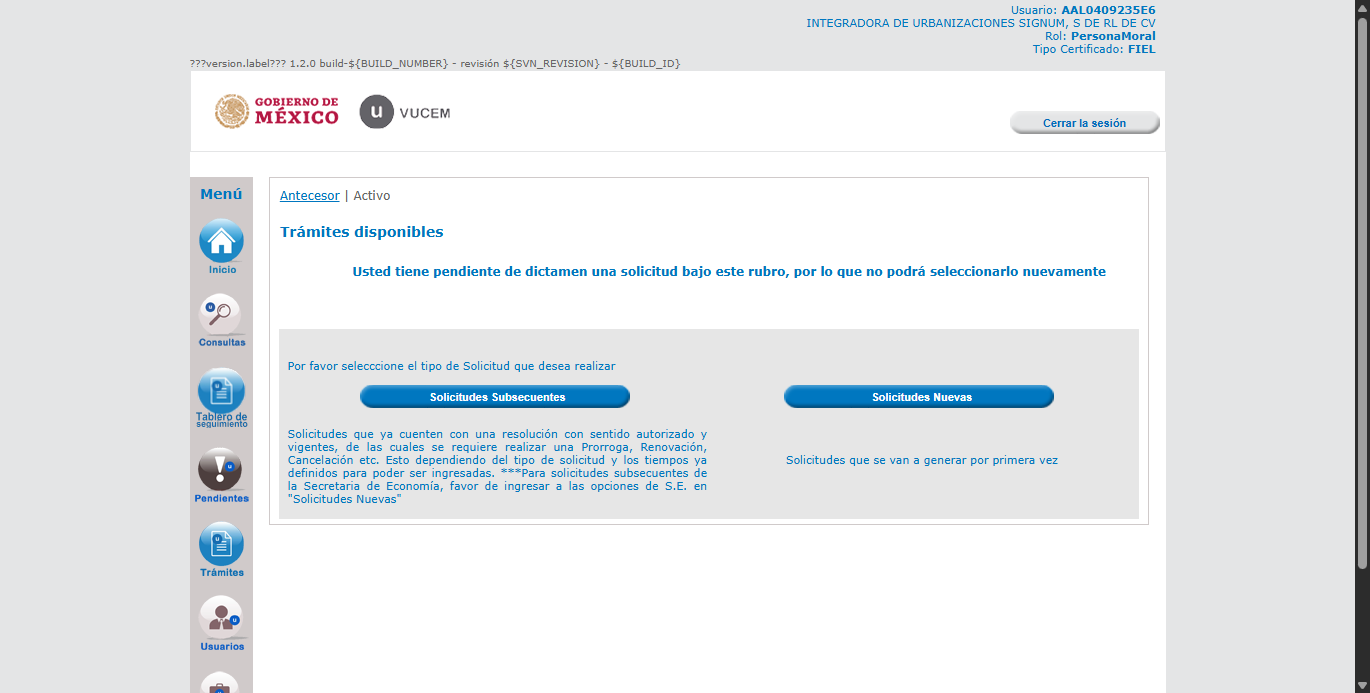 Usuario: AAL0409235E6
INTEGRADORA DE URBANIZACIONES SIGNUM, S DE RL DE CV
Rol: PersonaMoral
Tipo Certificado: FIEL
???version.label??? 1.2.0 build-${BUILD_NUMBER} - revisión ${SVN_REVISION} - ${BUILD_ID}
GOBIERNO DE
MÉXICO
u VUCEM
Cerrar la sesión
Menú
Inicio
Consultas
Tablero de
seguimiento
Pendientes
Trámites
Usuarios
Antecesor | Activo
Trámites disponibles
Usted tiene pendiente de dictamen una solicitud bajo este rubro, por lo que no podrá seleccionarlo nuevamente
Por favor selecccione el tipo de Solicitud que desea realizar
Solicitudes Subsecuentes
Solicitudes que ya cuenten con una resolución con sentido autorizado y
vigentes, de las cuales se requiere realizar una Prorroga, Renovación,
Cancelación etc. Esto dependiendo del tipo de solicitud y los tiempos ya
definidos para poder ser ingresadas. ***Para solicitudes subsecuentes de
la Secretaria de Economía, favor de ingresar a las opciones de S.E. en
"Solicitudes Nuevas"
Solicitudes Nuevas
Solicitudes que se van a generar por primera vez